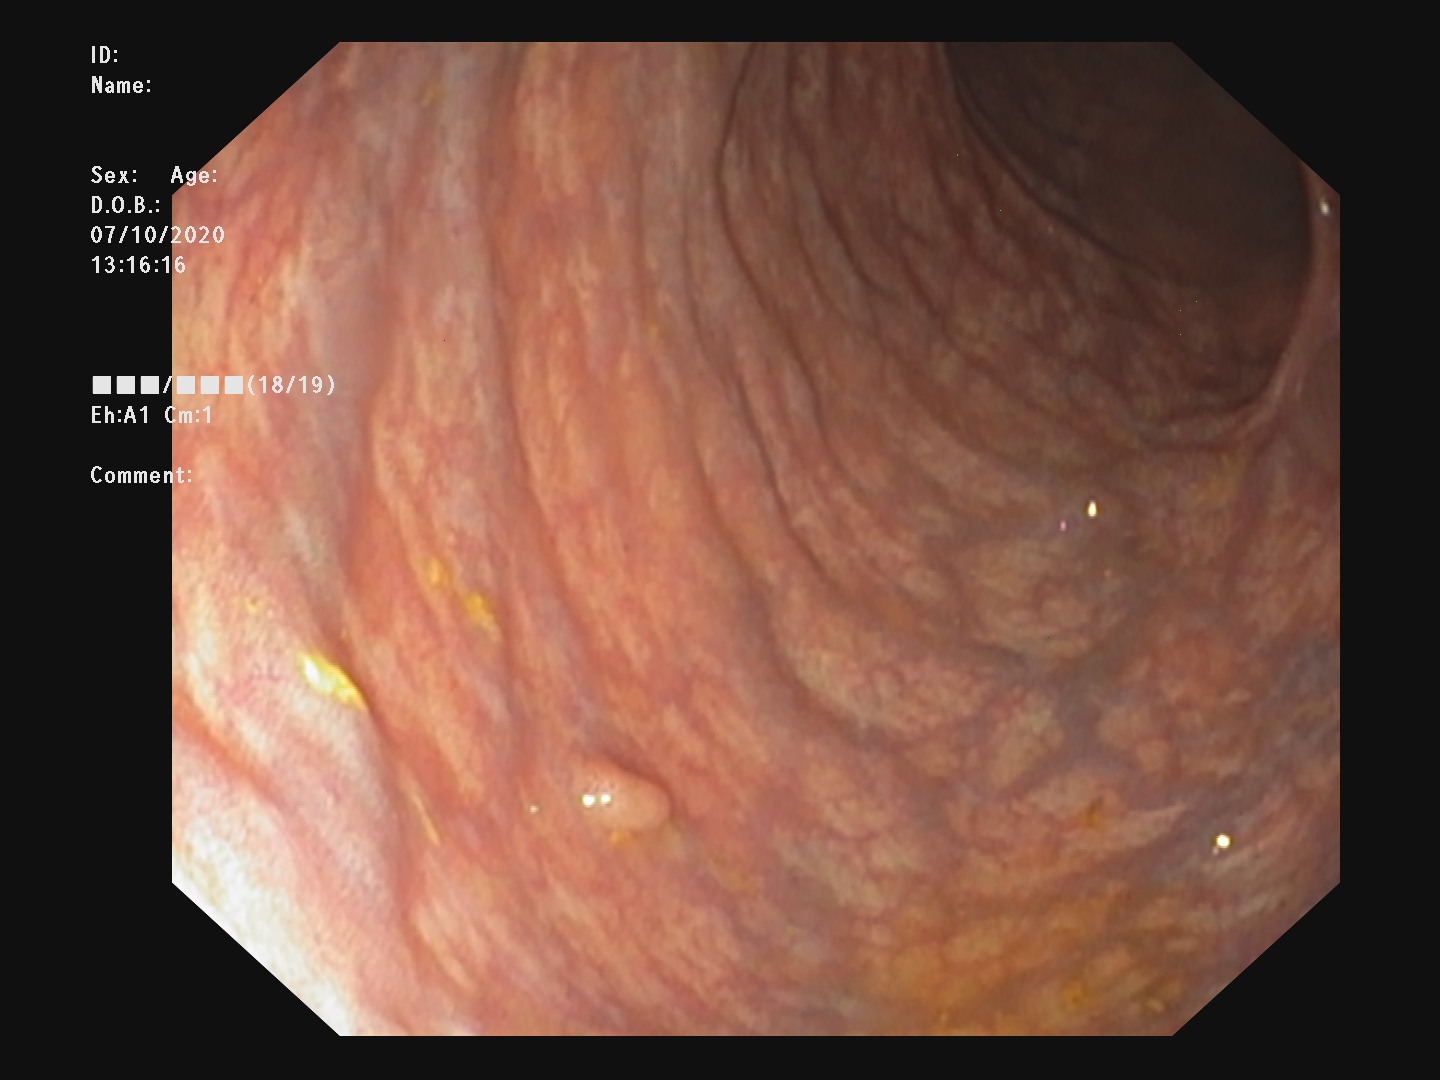 ID:
Name:
Sex: Age:
D.O.B.:
07/10/2020
13:16:16
■■■/■■■(18/19)
Eh:A1 Cm:1
Comment: